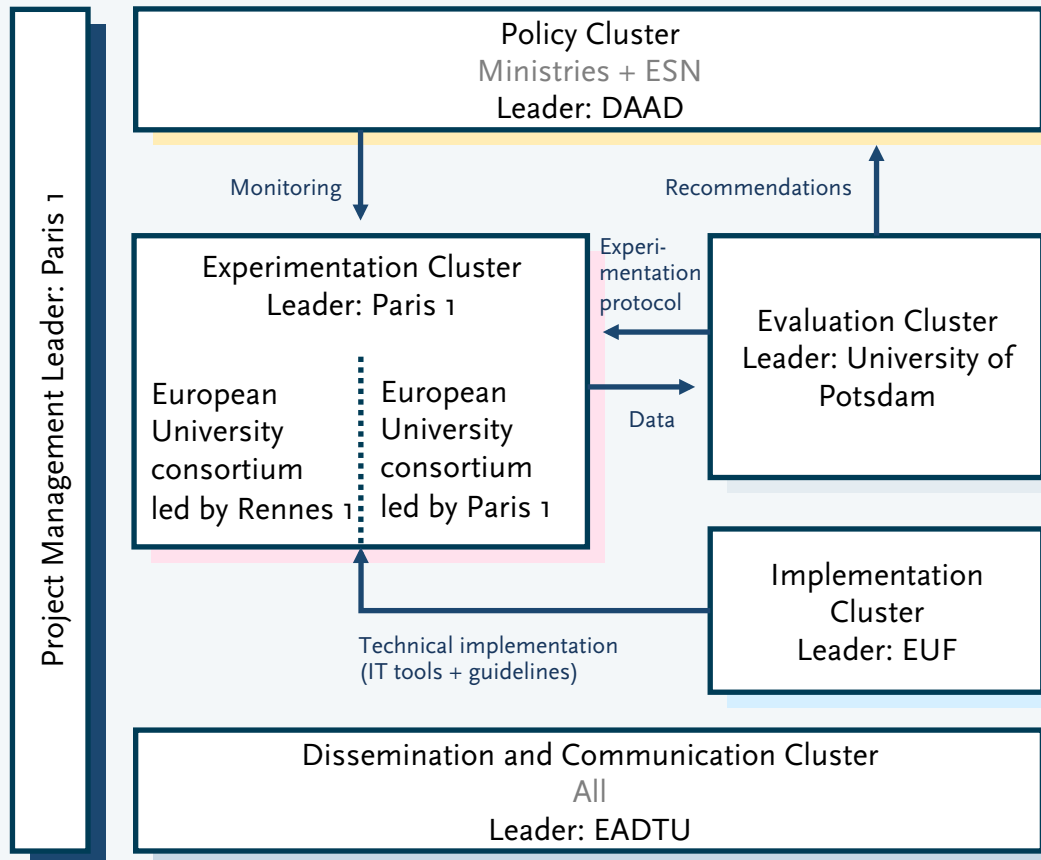 Project Management Leader: Paris 1
Policy Cluster
Ministries + ESN
Leader: DAAD
Monitoring
Recommendations
Experimentation Cluster
Leader: Paris 1
European
University
consortium
led by Rennes 1
European
University
consortium
led by Paris 1
Experi-
mentation
protocol
Data
Evaluation Cluster
Leader: University of
Potsdam
Implementation
Cluster
Leader: EUF
Technical implementation
(IT tools + guidelines)
Dissemination and Communication Cluster
All
Leader: EADTU